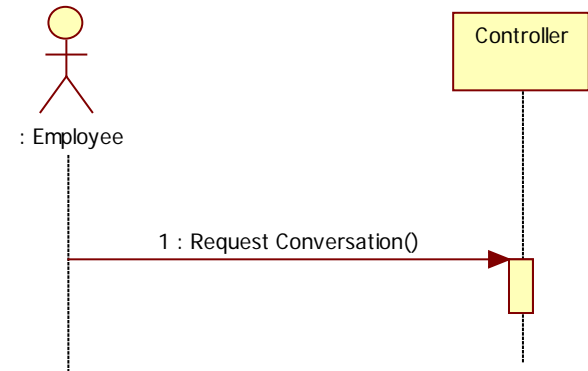 Controller
: Employee
1 : Request Conversation()